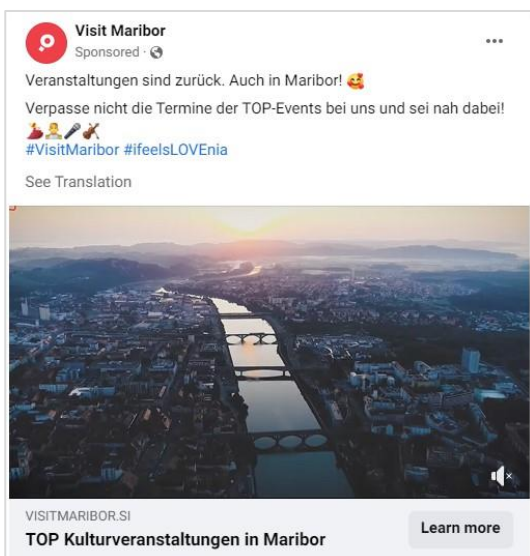 Visit Maribor
Sponsored ·
Veranstaltungen sind zurück. Auch in Maribor! 🥰
Verpasse nicht die Termine der TOP-Events bei uns und sei nah dabei!
💃🧑‍🎤🎤🎻
#VisitMaribor #ifeelsLOVEnia
See Translation
VISITMARIBOR.SI
TOP Kulturveranstaltungen in Maribor
Learn more